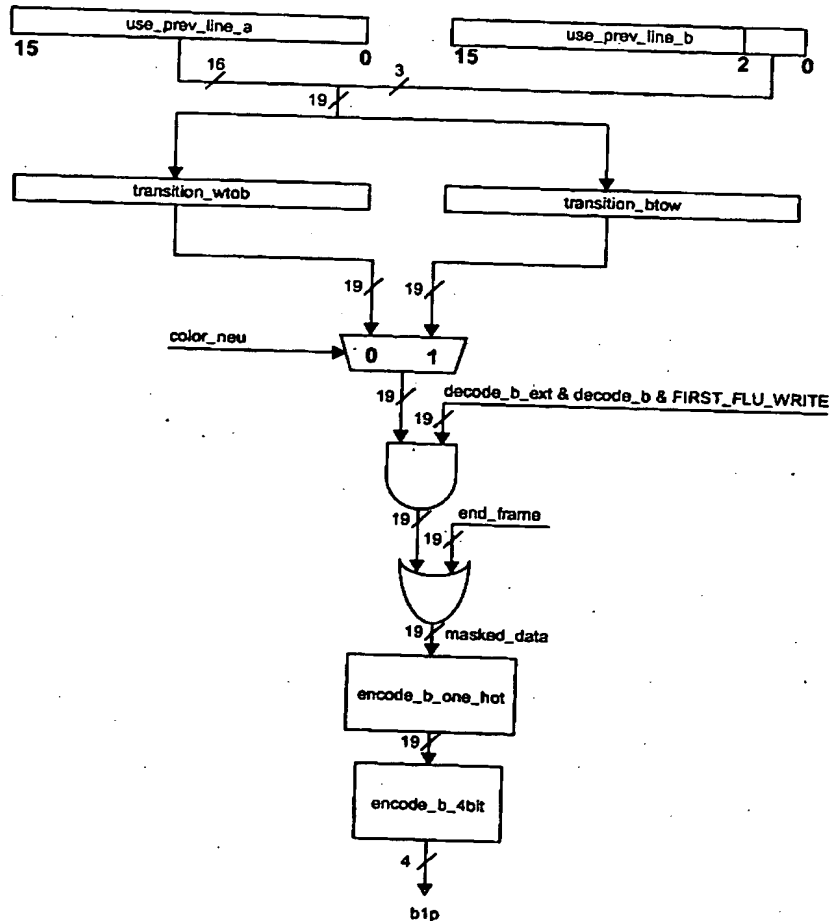 use_prev_line_a
use_prev_line_b
15
0
15
2
0
16
3
19
transition_wtob
transition_btow
19
19
color_neu
0
1
19
decode_b_ext & decode_b & FIRST_FLU_WRITE
19
19
end_frame
19
19
masked_data
encode_b_one_hot
19
encode_b_4bit
4
b1p